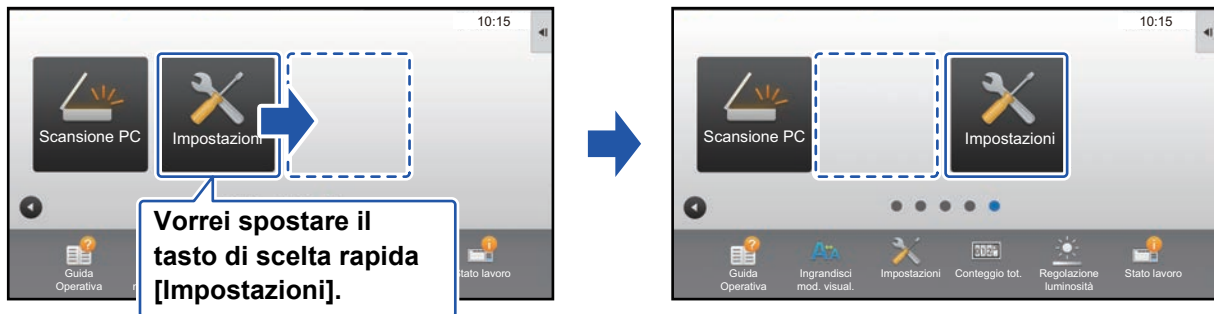 10:15
Scansione PC
Impostazioni
Vorrei spostare il
tasto di scelta rapida
[Impostazioni].
Guida
Operativa
Stato lavoro
10:15
Scansione PC
Impostazioni
Guida
Operativa
Ingrandisci
mod. visual.
Impostazioni
Conteggio tot.
Regolazione
luminosità
Stato lavoro